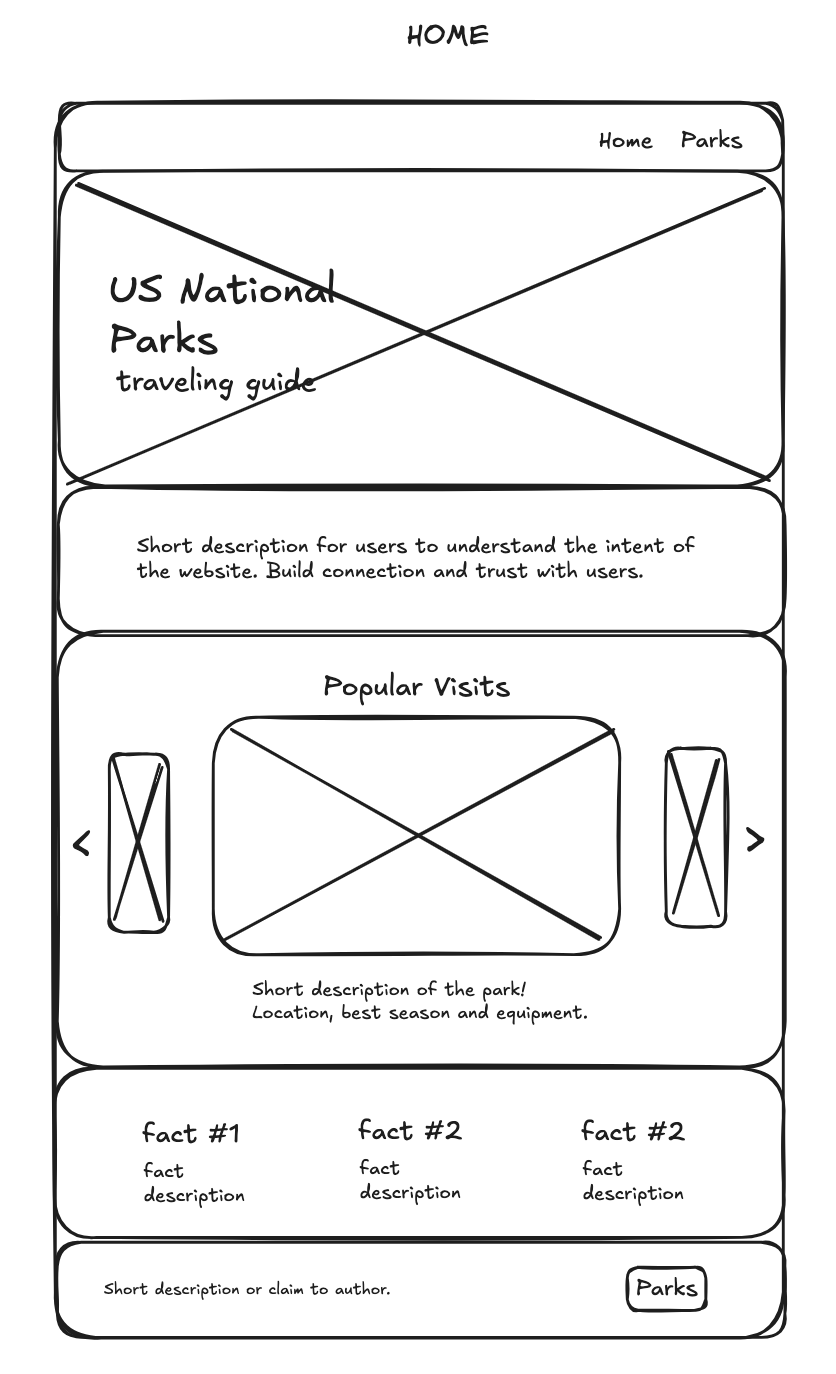 HOME
Home Parks
US National
Parks
traveling guide
Short description for users to understand the intent of
the website. Build connection and trust with users.
Popular Visits
<
>
Short description of the park!
Location, best season and equipment.
fact #1
fact
description
fact #2
fact
description
fact #2
fact
description
Short description or claim to author.
Parks